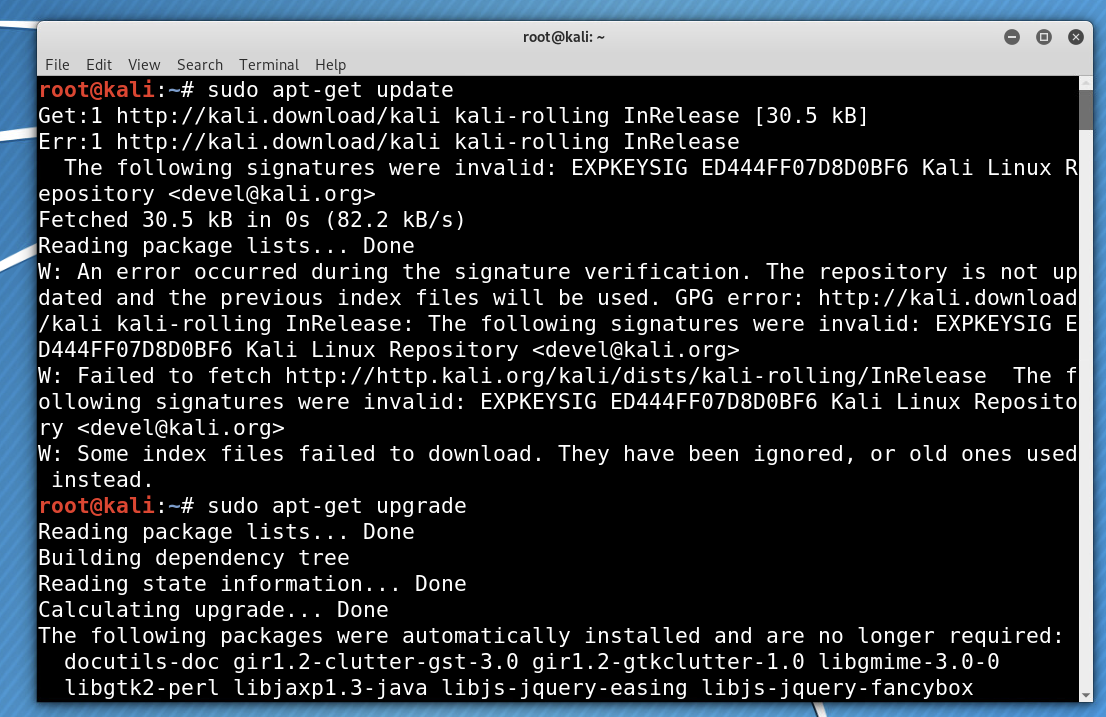 root@kali: ~
File Edit View Search Terminal Help
root@kali:~# sudo apt-get update
Get:1 http://kali.download/kali kali-rolling InRelease [30.5 kB]
Err:1 http://kali.download/kali kali-rolling InRelease
  The following signatures were invalid: EXPKEYSIG ED444FF07D8D0BF6 Kali Linux R
epository <devel@kali.org>
Fetched 30.5 kB in 0s (82.2 kB/s)
Reading package lists... Done
W: An error occurred during the signature verification. The repository is not up
dated and the previous index files will be used. GPG error: http://kali.download
/kali kali-rolling InRelease: The following signatures were invalid: EXPKEYSIG E
D444FF07D8D0BF6 Kali Linux Repository <devel@kali.org>
W: Failed to fetch http://http.kali.org/kali/dists/kali-rolling/InRelease  The f
ollowing signatures were invalid: EXPKEYSIG ED444FF07D8D0BF6 Kali Linux Reposito
ry <devel@kali.org>
W: Some index files failed to download. They have been ignored, or old ones used
 instead.
root@kali:~# sudo apt-get upgrade
Reading package lists... Done
Building dependency tree
Reading state information... Done
Calculating upgrade... Done
The following packages were automatically installed and are no longer required:
  docutils-doc gir1.2-clutter-gst-3.0 gir1.2-gtkclutter-1.0 libgmime-3.0-0
  libgtk2-perl libjaxp1.3-java libjs-jquery-easing libjs-jquery-fancybox